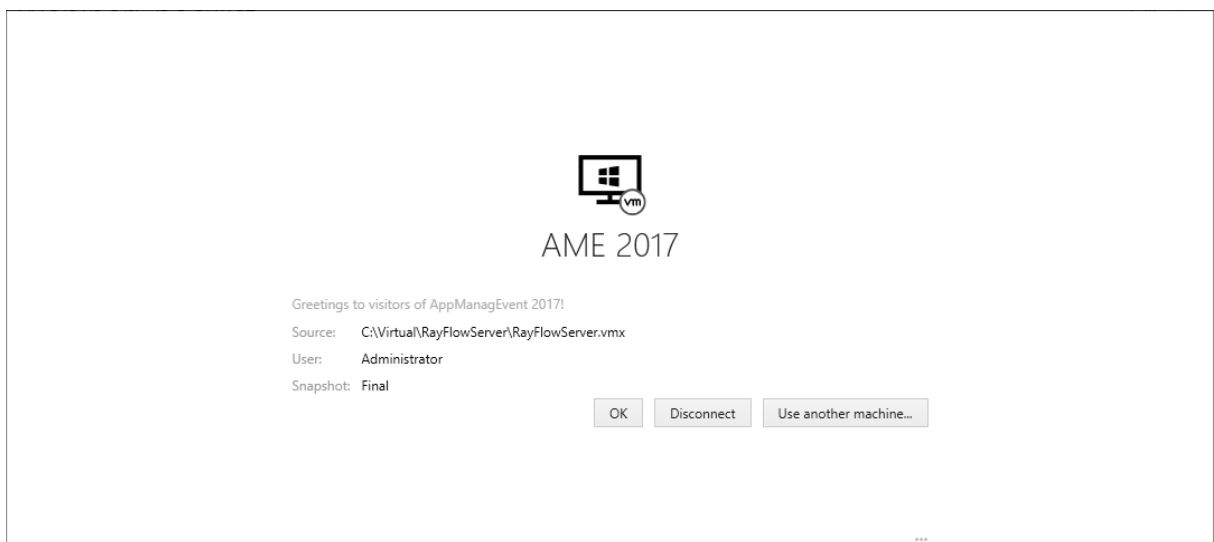 vm
AME 2017
Greetings to visitors of AppManagEvent 2017!
Source: C:\Virtual\RayFlowServer\RayFlowServer.vmx
User: Administrator
Snapshot: Final
OK Disconnect Use another machine...
...